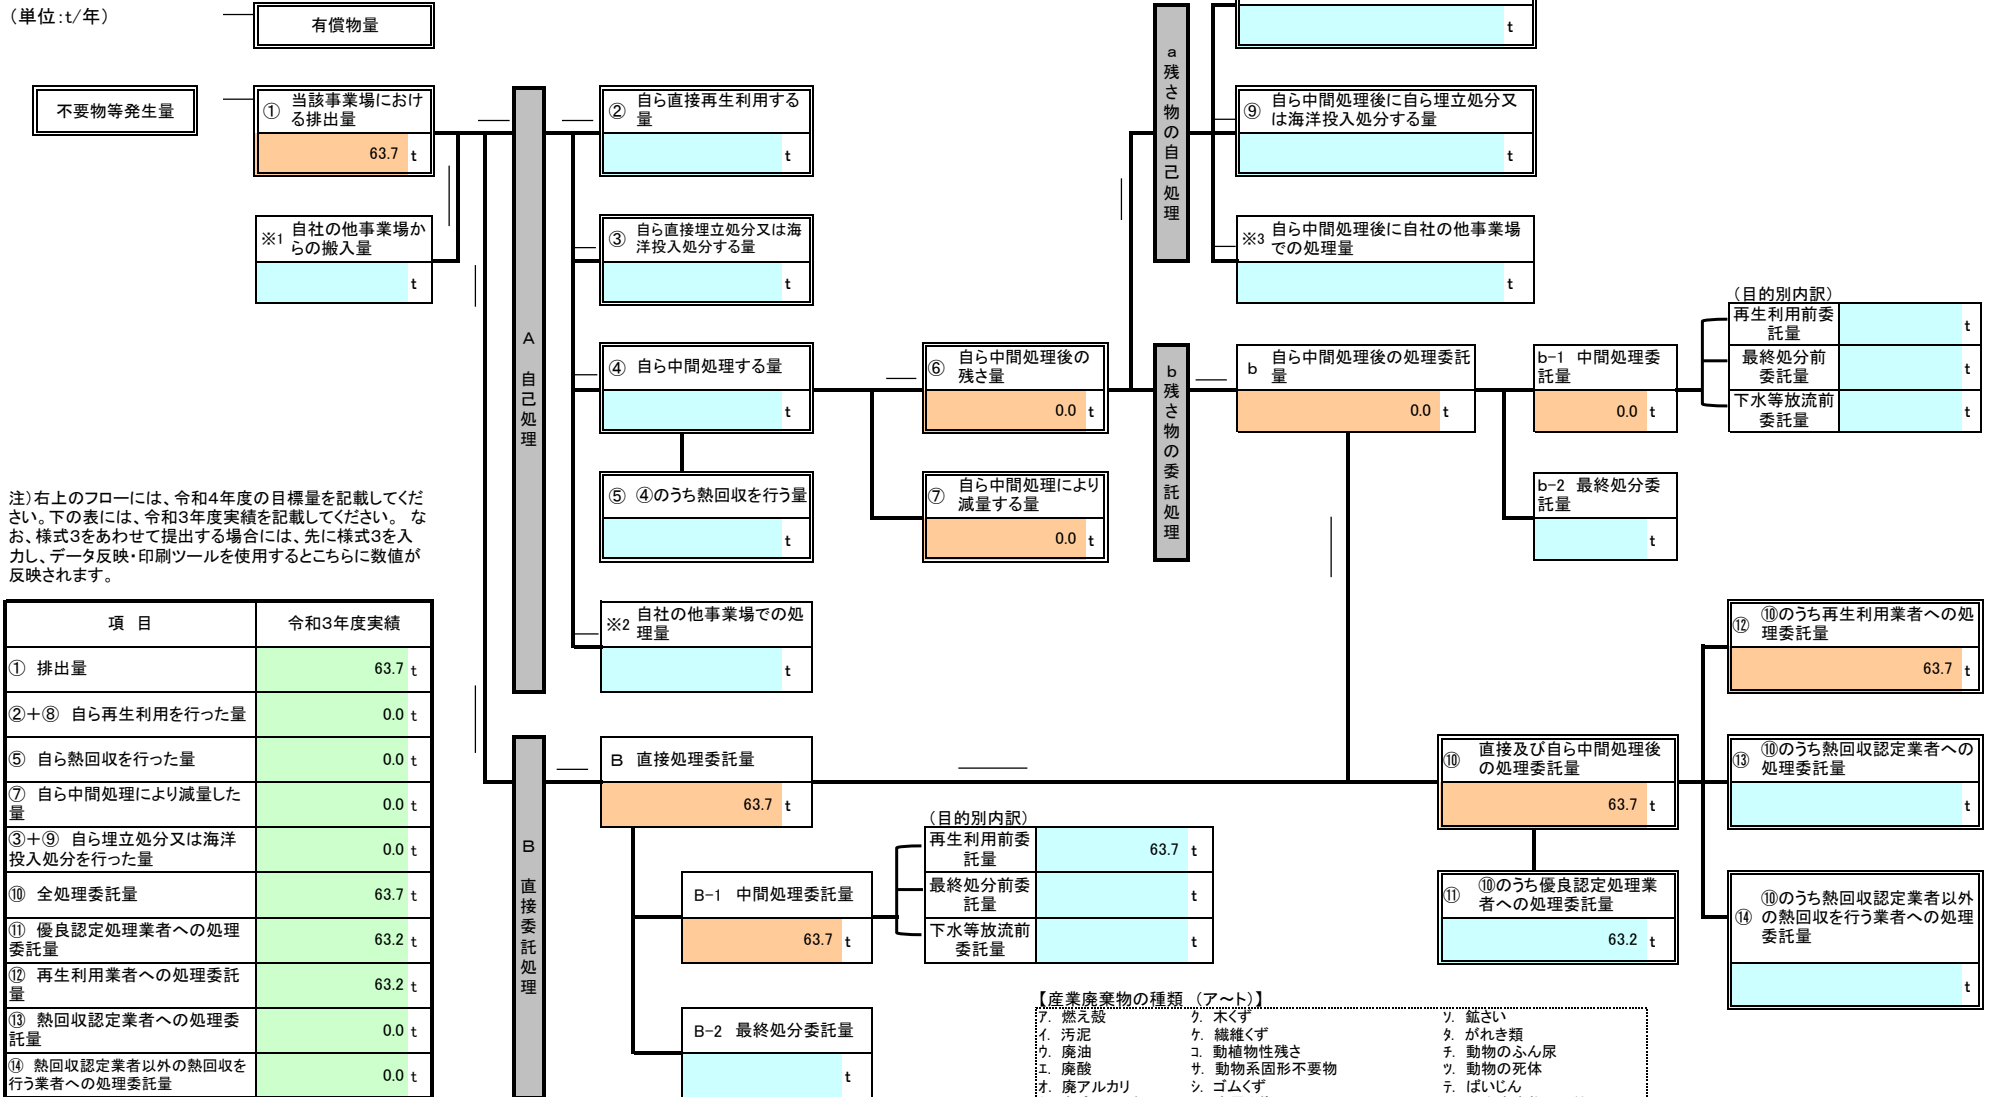 (単位:t/年)
有償物量
t
不要物等発生量
① 当該事業場におけ
る排出量
63.7 t
※1 自社の他事業場か
らの搬入量
t
A 自己処理
② 自ら直接再生利用する
量
t
③ 自ら直接埋立処分又は海
洋投入処分する量
t
④ 自ら中間処理する量
t
⑤ ④のうち熱回収を行う量
t
※2 自社の他事業場での処
理量
t
⑥ 自ら中間処理後の
残さ量
0.0 t
⑦ 自ら中間処理により
減量する量
0.0 t
a 残さ物の自己処理
⑨ 自ら中間処理後に自ら埋立処分又
は海洋投入処分する量
t
※3 自ら中間処理後に自社の他事業場
での処理量
t
b 残さ物の委託処理
b 自ら中間処理後の処理委託
量
0.0 t
b-1 中間処理委
託量
0.0 t
b-2 最終処分委
託量
t
(目的別内訳)
再生利用前委
託量
t
最終処分前
委託量
t
下水等放流前
委託量
t
注)右上のフローには、令和4年度の目標量を記載してくだ
さい。下の表には、令和3年度実績を記載してください。 な
お、様式3をあわせて提出する場合には、先に様式3を入
力し、データ反映・印刷ツールを使用するとこちらに数値が
反映されます。
項 目 令和3年度実績
① 排出量 63.7 t
②+⑧ 自ら再生利用を行った量 0.0 t
⑤ 自ら熱回収を行った量 0.0 t
⑦ 自ら中間処理により減量した
量 0.0 t
③+⑨ 自ら埋立処分又は海洋
投入処分を行った量 0.0 t
⑩ 全処理委託量 63.7 t
⑪ 優良認定処理業者への処理
委託量 63.2 t
⑫ 再生利用業者への処理委託
量 63.2 t
⑬ 熱回収認定業者への処理委
託量 0.0 t
⑭ 熱回収認定業者以外の熱回収を
行う業者への処理委託量 0.0 t
B 直接委託処理
B 直接処理委託量
63.7 t
B-1 中間処理委託量
63.7 t
B-2 最終処分委託量
t
(目的別内訳)
再生利用前委
託量
63.7 t
最終処分前委
託量
t
下水等放流前
委託量
t
⑩ 直接及び自ら中間処理後
の処理委託量
63.7 t
⑪ ⑩のうち優良認定処理業
者への処理委託量
63.2 t
⑫ ⑩のうち再生利用業者への処
理委託量
63.7 t
⑬ ⑩のうち熱回収認定業者への
処理委託量
t
⑭ ⑩のうち熱回収認定業者以外
の熱回収を行う業者への処理
委託量
t
【産業廃棄物の種類 (ア~ト)】
ア. 燃え殻 ク. 木くず ソ. 鉱さい
イ. 汚泥 ケ. 繊維くず タ. がれき類
ウ. 廃油 コ. 動植物性残さ チ. 動物のふん尿
エ. 廃酸 サ. 動物系固形不要物 ツ. 動物の死体
オ. 廃アルカリ シ. ゴムくず テ. ばいじん